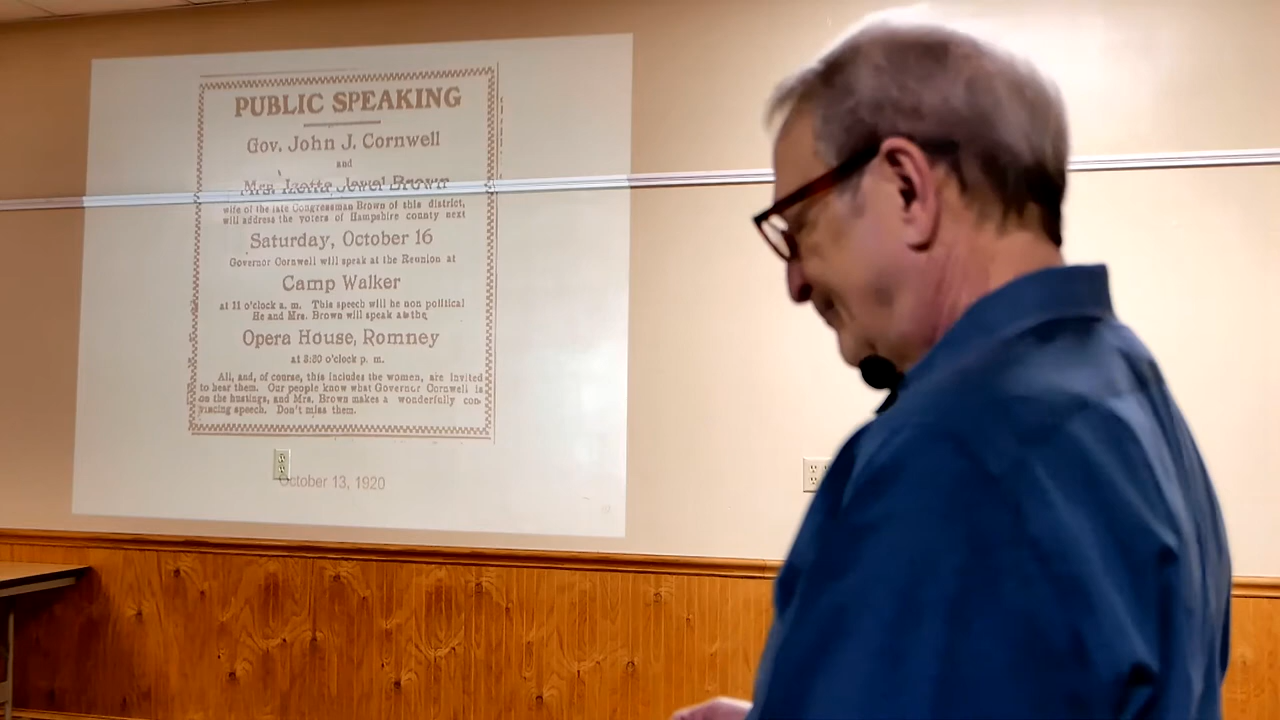 PUBLIC SPEAKING
Gov. John J. Cornwell
and
Mrs. Izetta Jewel Brown
wife of the late Congressman Brown of this district,
will address the voters of Hampshire county next
Saturday, October 16
Governor Cornwell will speak at the Reunion at
Camp Walker
at 11 o'clock a. m. This speech will be non political
He and Mrs. Brown will speak at the
Opera House, Romney
at 3:30 o'clock p. m.
All, and, of course, this includes the women, are invited
to hear them. Our people know what Governor Cornwell is
on the hustings, and Mrs. Brown makes a wonderfully con-
vincing speech. Don't miss them.
October 13, 1920